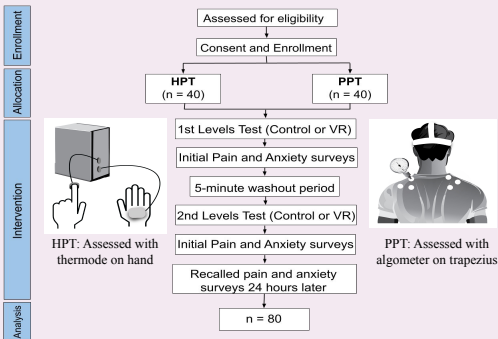 Enrollment
Assessed for eligibility
Consent and Enrollment
Allocation
HPT
(n = 40)
PPT
(n = 40)
Intervention
1st Levels Test (Control or VR)
Initial Pain and Anxiety surveys
5-minute washout period
2nd Levels Test (Control or VR)
Initial Pain and Anxiety surveys
Recalled pain and anxiety
surveys 24 hours later
HPT: Assessed with
thermode on hand
PPT: Assessed with
algometer on trapezius
Analysis
n = 80